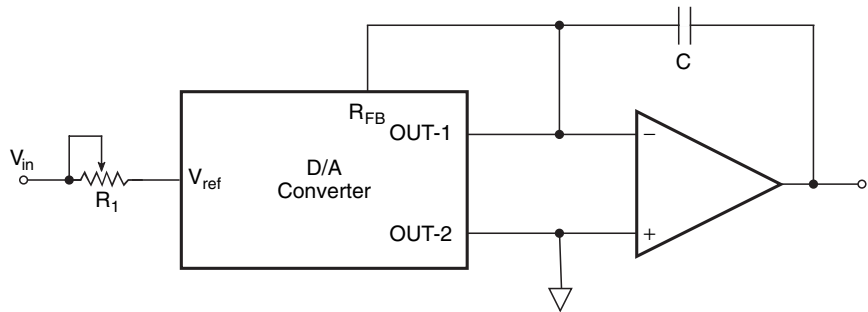 C
R_FB
OUT-1
V_in
V_ref
D/A
Converter
R_1
OUT-2
−
+